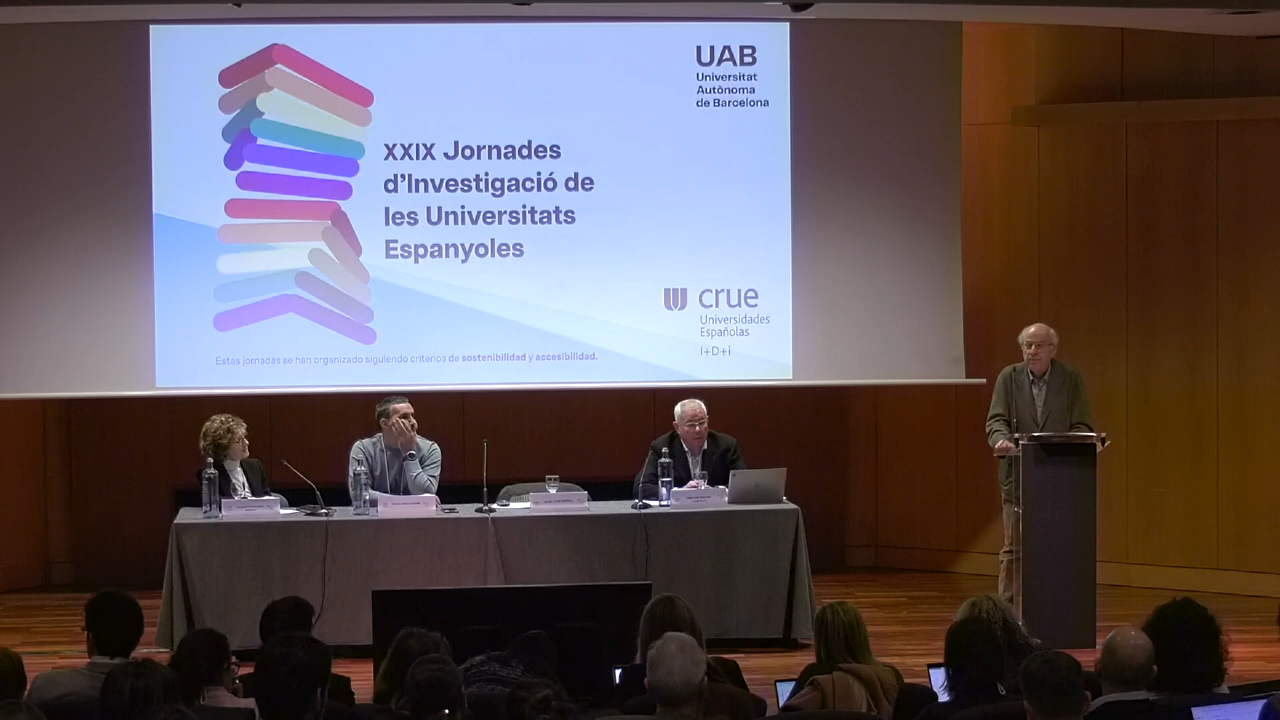 UAB
Universitat
Autònoma
de Barcelona
XXIX Jornades
d'Investigació de
les Universitats
Espanyoles
crue
Universidades
Españolas
I+D+i
Estas jornadas se han organizado siguiendo criterios de sostenibilidad y accesibilidad.